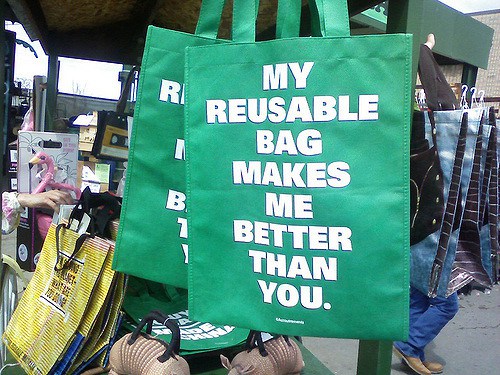 MY
REUSABLE
BAG
MAKES
ME
BETTER
THAN
YOU.